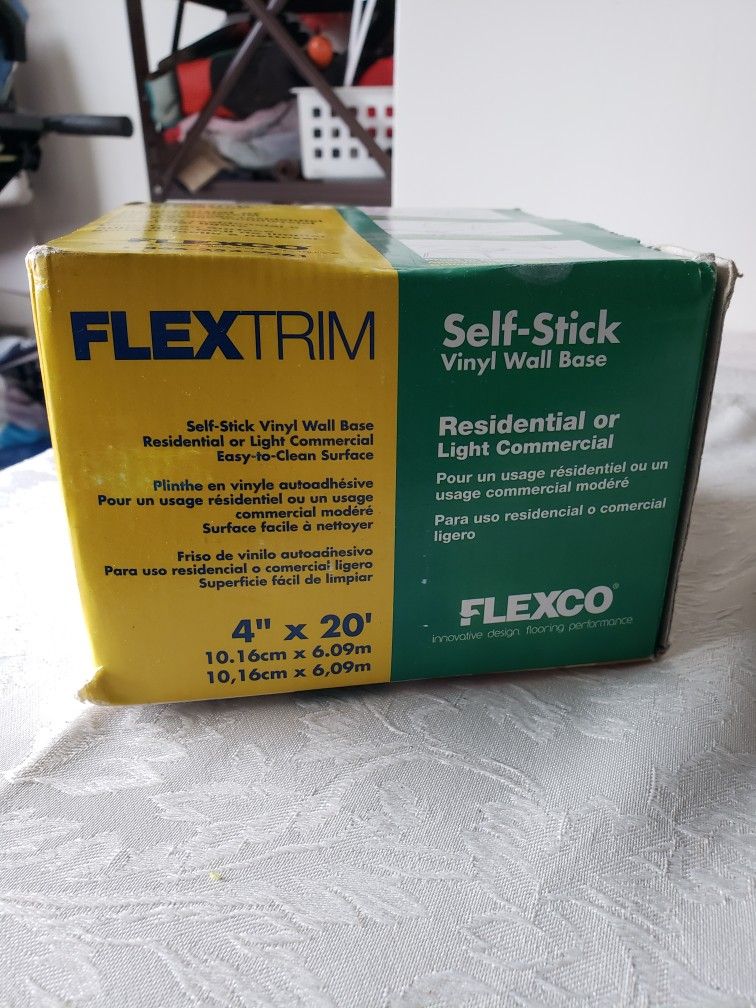 FLEXCO
FLEXTRIM
Self-Stick Vinyl Wall Base
Residential or Light Commercial
Easy-to-Clean Surface
Plinthe en vinyle autoadhésive
Pour un usage résidentiel ou un usage
commercial modéré
Surface facile à nettoyer
Friso de vinilo autoadhesivo
Para uso residencial o comercial ligero
Superficie fácil de limpiar
4" x 20'
10.16cm x 6.09m
10,16cm x 6,09m
Self-Stick
Vinyl Wall Base
Residential or
Light Commercial
Pour un usage résidentiel ou un
usage commercial modéré
Para uso residencial o comercial
ligero
FLEXCO®
innovative design. flooring performance